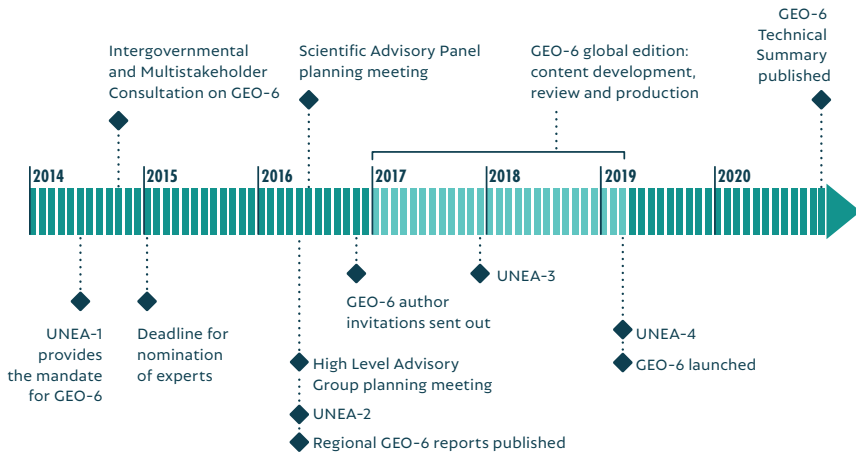 GEO-6
Technical
Summary
published
Intergovernmental
and Multistakeholder
Consultation on GEO-6
Scientific Advisory Panel
planning meeting
GEO-6 global edition:
content development,
review and production
2014
2015
2016
2017
2018
2019
2020
UNEA-1
provides
the mandate
for GEO-6
Deadline for
nomination
of experts
GEO-6 author
invitations sent out
UNEA-3
High Level Advisory
Group planning meeting
UNEA-2
Regional GEO-6 reports published
UNEA-4
GEO-6 launched